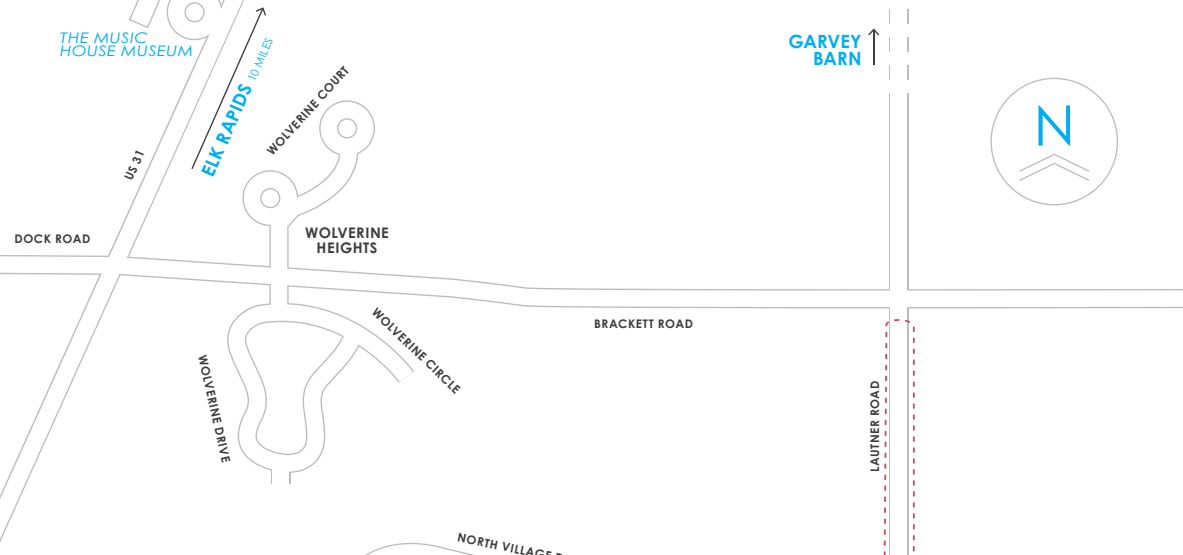 THE MUSIC
HOUSE MUSEUM
ELK RAPIDS 10 MILES
WOLVERINE COURT
GARVEY
BARN
N
US 31
DOCK ROAD
WOLVERINE
HEIGHTS
BRACKETT ROAD
WOLVERINE CIRCLE
WOLVERINE DRIVE
LAUTNER ROAD
NORTH VILLAGE